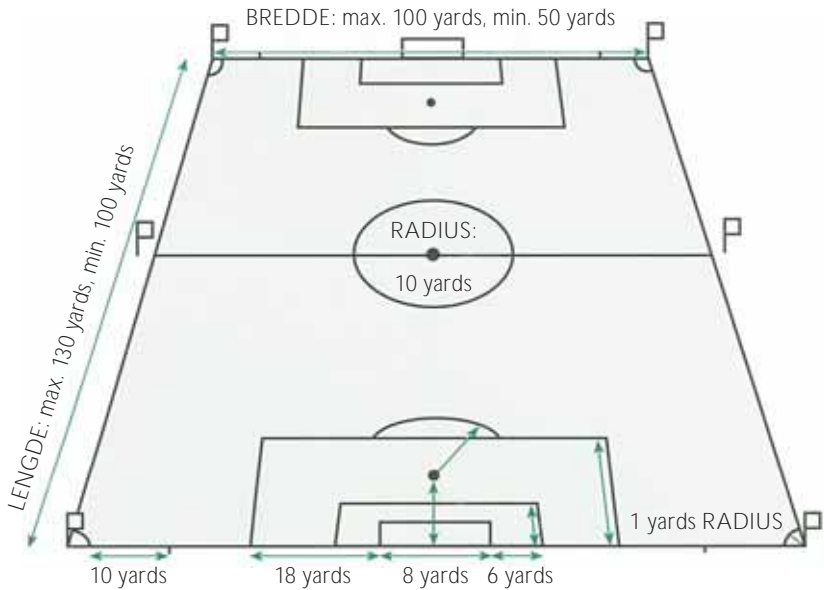 BREDDE: max. 100 yards, min. 50 yards
LENGDE: max. 130 yards, min. 100 yards
RADIUS:
10 yards
1 yards RADIUS
10 yards
18 yards
8 yards
6 yards